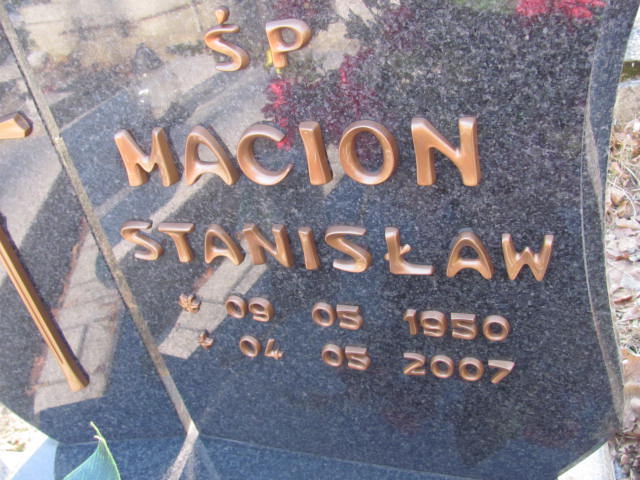 ŚP
MACION
STANISŁAW
* 09 05 1950
* 04 05 2007